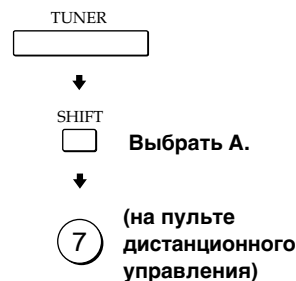 TUNER
SHIFT
Выбрать A.
7
(на пульте
дистанционного
управления)